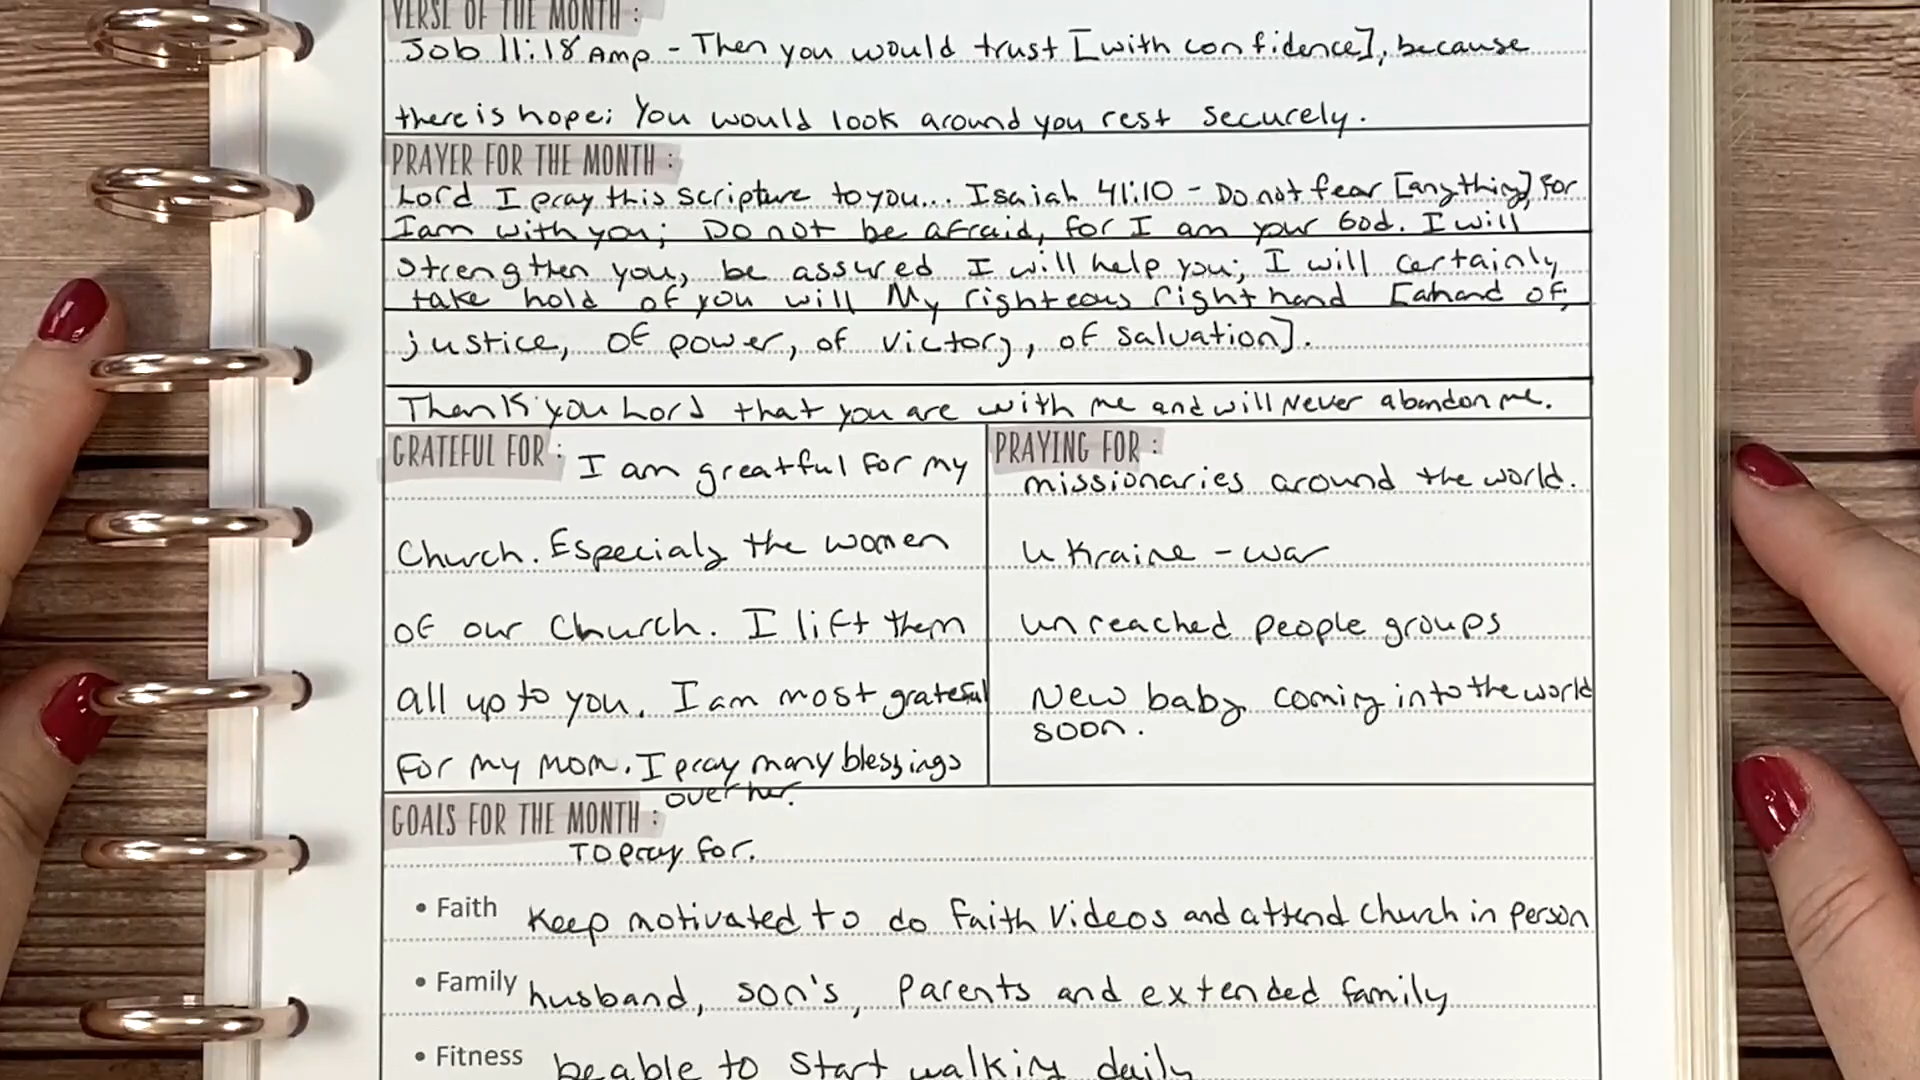 VERSE OF THE MONTH :
Job 11:18 Amp - Then you would trust [with confidence], because
there is hope; You would look around you rest securely.
PRAYER FOR THE MONTH :
Lord I pray this scripture to you... Isaiah 41:10 - Do not fear [anything], for
I am with you; Do not be afraid, for I am your God. I will
strengthen you, be assured I will help you; I will certainly
take hold of you will My righteous right hand [a hand of,
justice, of power, of victory, of salvation].
Thank you Lord that you are with me and will Never abandon me.
GRATEFUL FOR : I am greatful for my
Church. Especialy the women
of our Church. I lift them
all up to you. I am most grateful
for my mom. I pray many blessings
over her.
PRAYING FOR :
missionaries around the world.
Ukraine - war
unreached people groups
New baby coming into the world
soon.
GOALS FOR THE MONTH :
To pray for.
• Faith Keep motivated to do faith videos and attend church in person
• Family husband, son's, Parents and extended family
• Fitness be able to start walking daily